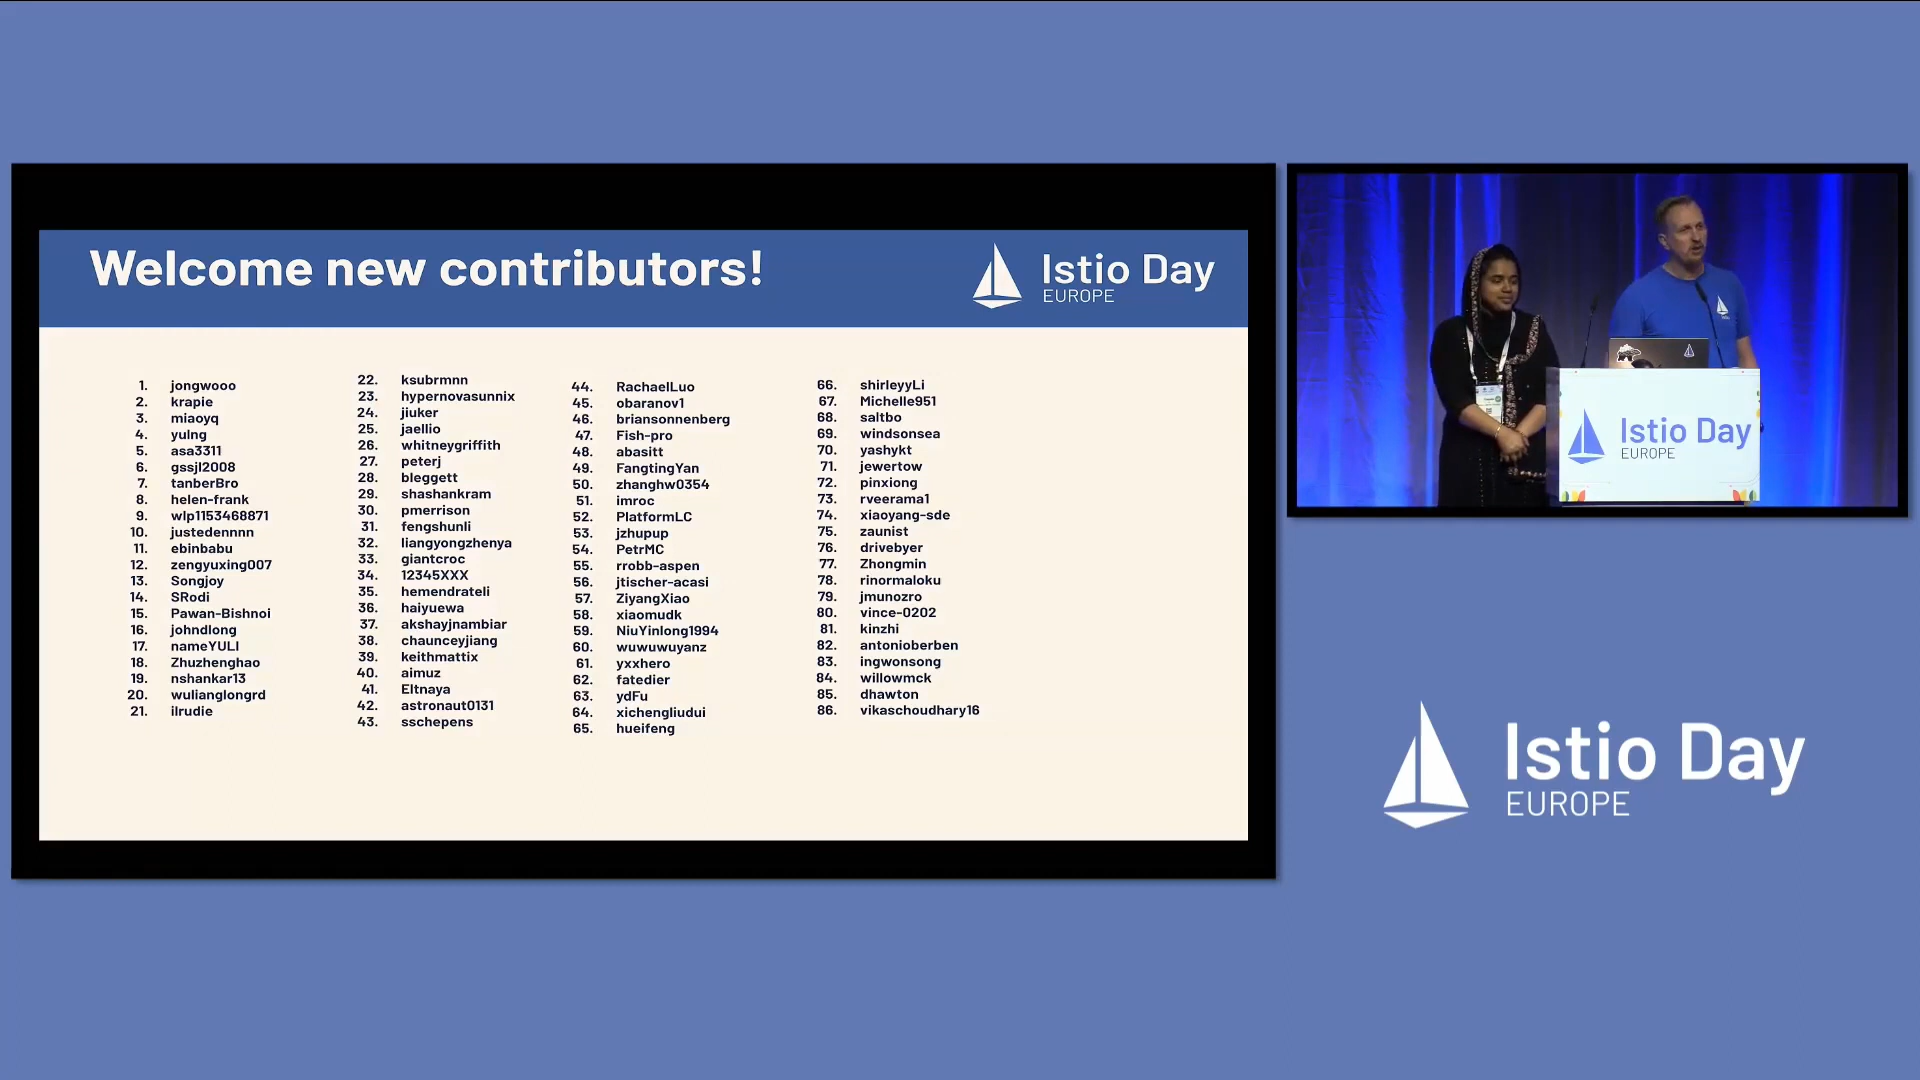 Welcome new contributors!
Istio Day
EUROPE
1. jongwooo
2. krapie
3. miaoyq
4. yulng
5. asa3311
6. gssjl2008
7. tanberBro
8. helen-frank
9. wlp1153468871
10. justedennnn
11. ebinbabu
12. zengyuxing007
13. Songjoy
14. SRodi
15. Pawan-Bishnoi
16. johndlong
17. nameYULI
18. Zhuzhenghao
19. nshankar13
20. wulianglongrd
21. ilrudie
22. ksubrmnn
23. hypernovasunnix
24. jiuker
25. jaellio
26. whitneygriffith
27. peterj
28. bleggett
29. shashankram
30. pmerrison
31. fengshunli
32. liangyongzhenya
33. giantcroc
34. 12345XXX
35. hemendrateli
36. haiyuewa
37. akshayjnambiar
38. chaunceyjiang
39. keithmattix
40. aimuz
41. Eltnaya
42. astronaut0131
43. sschepens
44. RachaelLuo
45. obaranov1
46. briansonnenberg
47. Fish-pro
48. abasitt
49. FangtingYan
50. zhanghw0354
51. imroc
52. PlatformLC
53. jzhupup
54. PetrMC
55. rrobb-aspen
56. jtischer-acasi
57. ZiyangXiao
58. xiaomudk
59. NiuYinlong1994
60. wuwuwuyanz
61. yxxhero
62. fatedier
63. ydFu
64. xichengliudui
65. hueifeng
66. shirleyyLi
67. Michelle951
68. saltbo
69. windsonsea
70. yashykt
71. jewertow
72. pinxiong
73. rveerama1
74. xiaoyang-sde
75. zaunist
76. drivebyer
77. Zhongmin
78. rinormaloku
79. jmunozro
80. vince-0202
81. kinzhi
82. antonioberben
83. ingwonsong
84. willowmck
85. dhawton
86. vikaschoudhary16
Istio Day
EUROPE
Istio Day
EUROPE